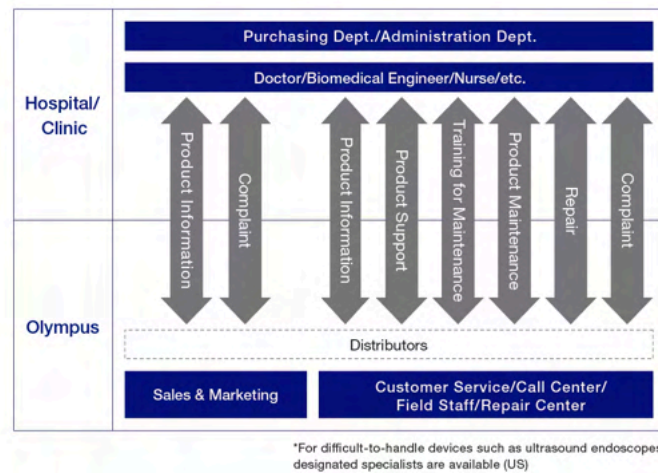 Purchasing Dept./Administration Dept.
Doctor/Biomedical Engineer/Nurse/etc.
Hospital/
Clinic
Product Information
Complaint
Product Information
Product Support
Training for Maintenance
Product Maintenance
Repair
Complaint
Olympus
Distributors
Sales & Marketing
Customer Service/Call Center/
Field Staff/Repair Center
*For difficult-to-handle devices such as ultrasound endoscopes
designated specialists are available (US)